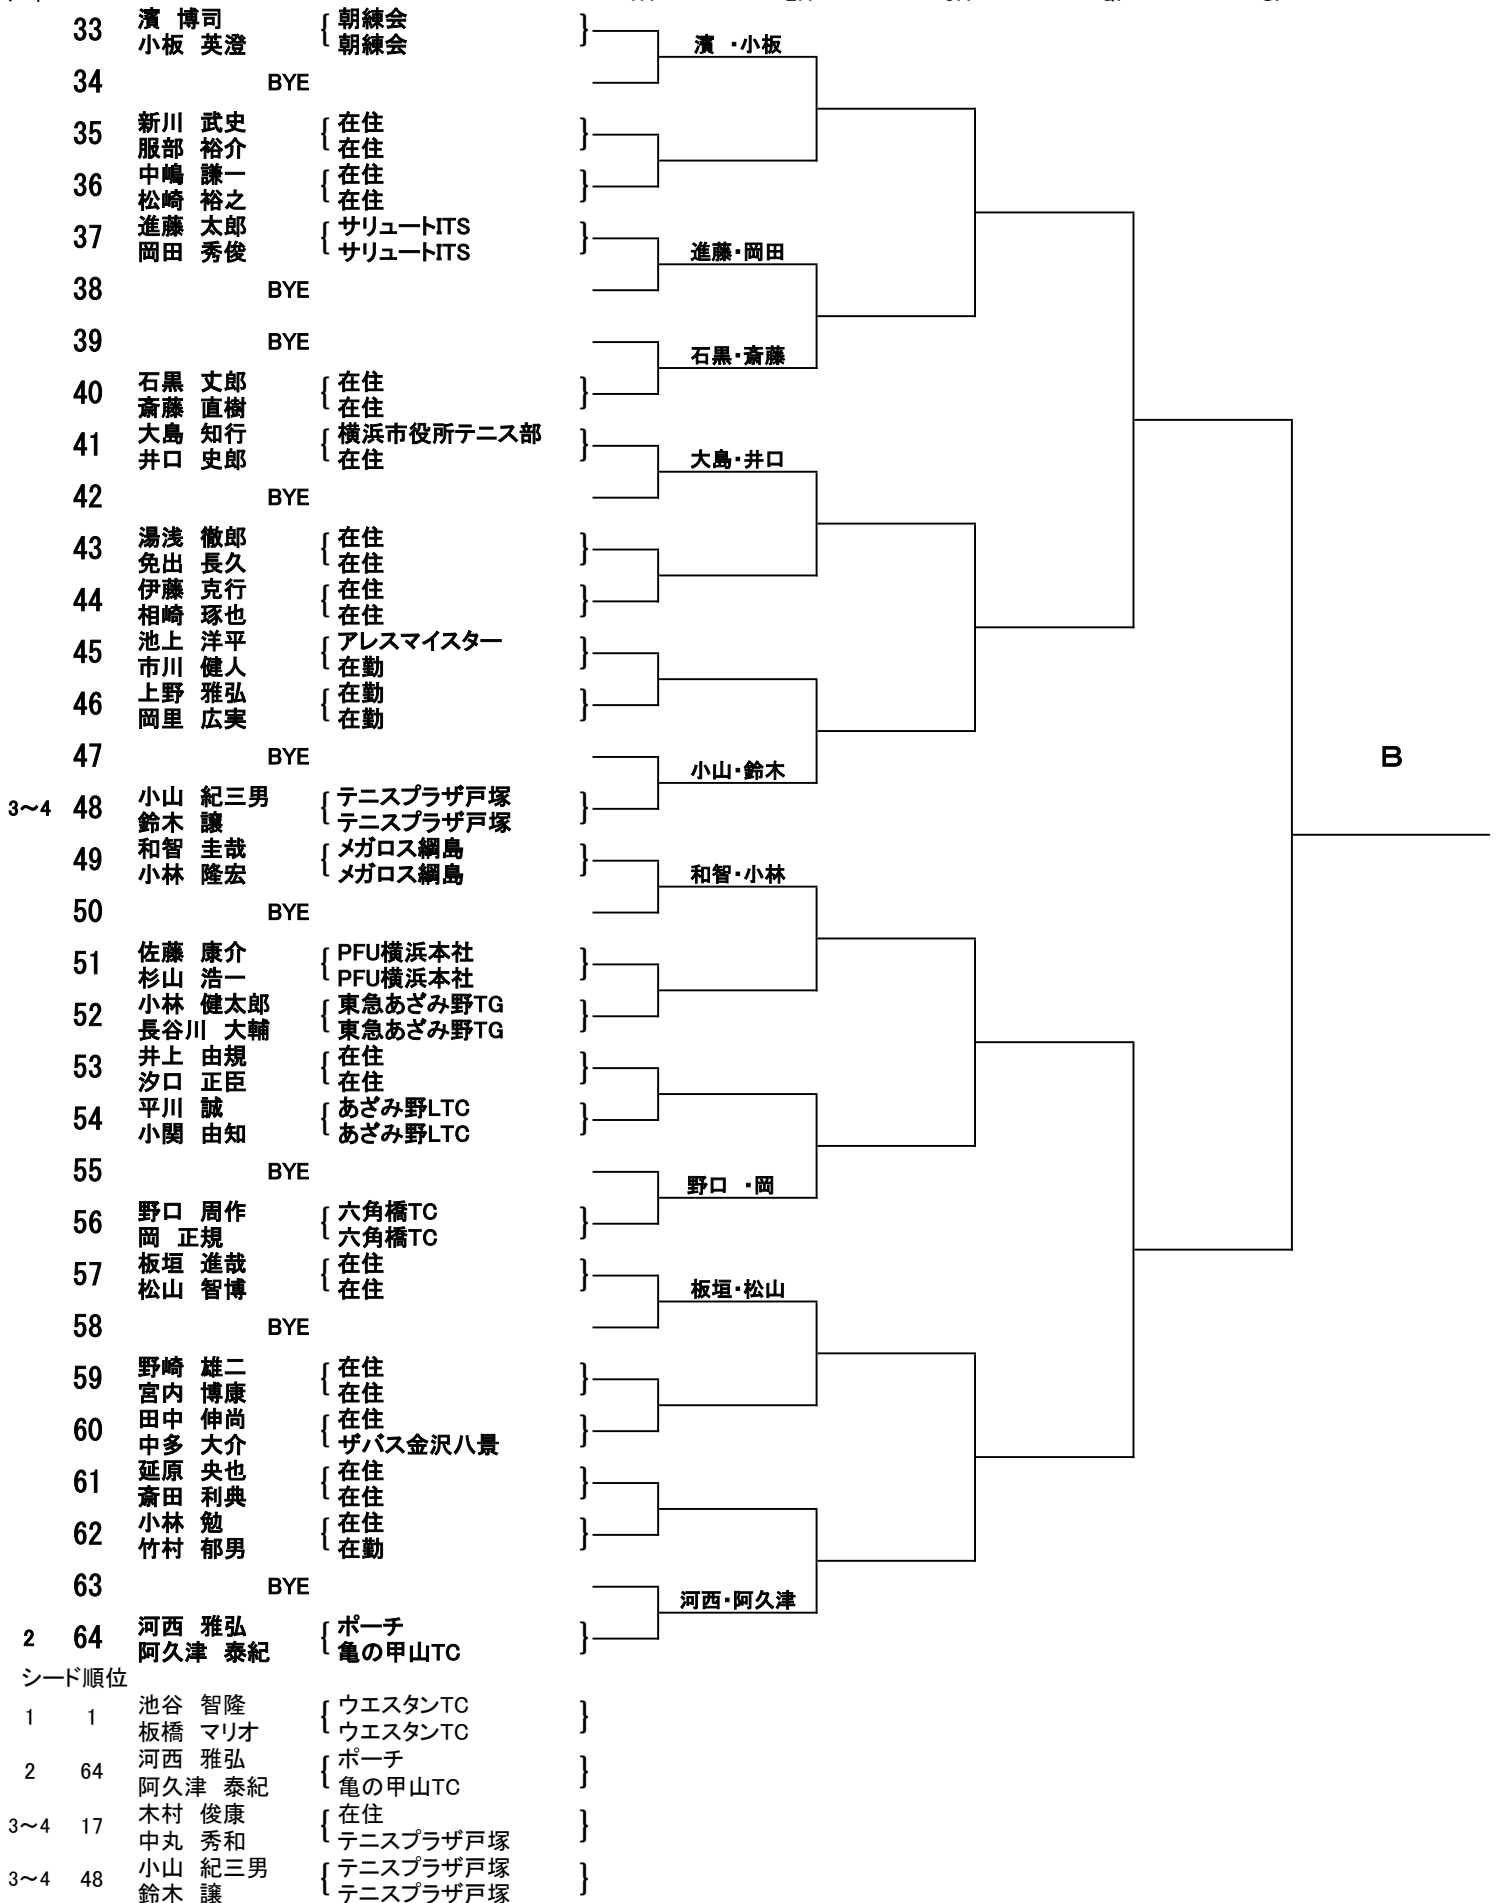 33 濱 博司 { 朝練会 }
小板 英澄 朝練会
濱 ・小板
34 BYE
35 新川 武史 { 在住 }
服部 裕介 在住
36 中嶋 謙一 { 在住 }
松崎 裕之 在住
37 進藤 太郎 { サリュートITS }
岡田 秀俊 サリュートITS
進藤・岡田
38 BYE
39 BYE
石黒・斎藤
40 石黒 丈郎 { 在住 }
斎藤 直樹 在住
41 大島 知行 { 横浜市役所テニス部 }
井口 史郎 在住
大島・井口
42 BYE
43 湯浅 徹郎 { 在住 }
免出 長久 在住
44 伊藤 克行 { 在住 }
相崎 琢也 在住
45 池上 洋平 { アレスマイスター }
市川 健人 在勤
46 上野 雅弘 { 在勤 }
岡里 広実 在勤
47 BYE
B
小山・鈴木
3～4 48 小山 紀三男 { テニスプラザ戸塚 }
鈴木 譲 テニスプラザ戸塚
49 和智 圭哉 { メガロス綱島 }
小林 隆宏 メガロス綱島
和智・小林
50 BYE
51 佐藤 康介 { PFU横浜本社 }
杉山 浩一 PFU横浜本社
52 小林 健太郎 { 東急あざみ野TG }
長谷川 大輔 東急あざみ野TG
53 井上 由規 { 在住 }
汐口 正臣 在住
54 平川 誠 { あざみ野LTC }
小関 由知 あざみ野LTC
55 BYE
野口 ・岡
56 野口 周作 { 六角橋TC }
岡 正規 六角橋TC
57 板垣 進哉 { 在住 }
松山 智博 在住
板垣・松山
58 BYE
59 野崎 雄二 { 在住 }
宮内 博康 在住
60 田中 伸尚 { 在住 }
中多 大介 ザバス金沢八景
61 延原 央也 { 在住 }
斎田 利典 在住
62 小林 勉 { 在住 }
竹村 郁男 在勤
63 BYE
河西・阿久津
2 64 河西 雅弘 { ポーチ }
阿久津 泰紀 亀の甲山TC
シード順位
1 1 池谷 智隆 { ウエスタンTC }
板橋 マリオ ウエスタンTC
2 64 河西 雅弘 { ポーチ }
阿久津 泰紀 亀の甲山TC
3～4 17 木村 俊康 { 在住 }
中丸 秀和 テニスプラザ戸塚
3～4 48 小山 紀三男 { テニスプラザ戸塚 }
鈴木 譲 テニスプラザ戸塚